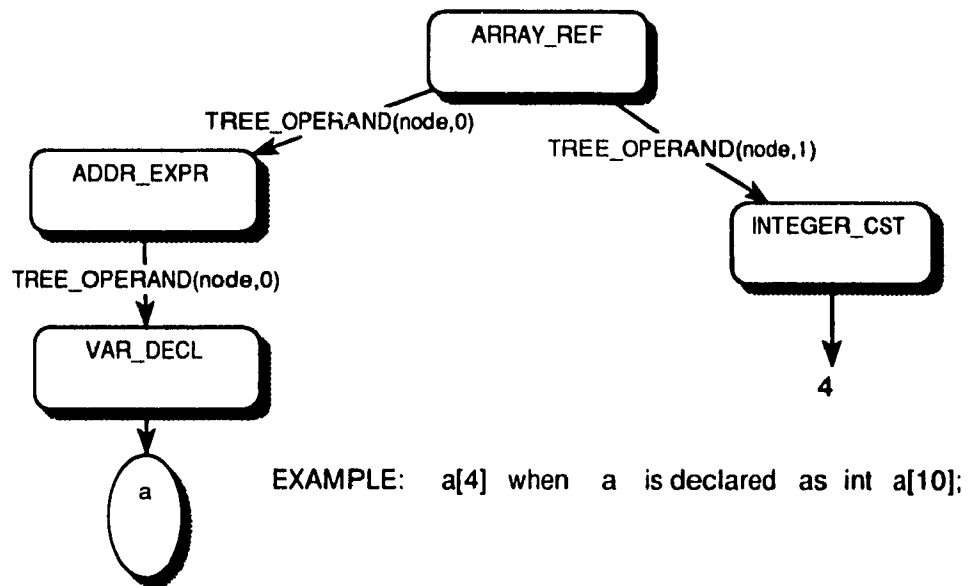 ARRAY_REF
TREE_OPERAND(node,0)
TREE_OPERAND(node,1)
ADDR_EXPR
INTEGER_CST
TREE_OPERAND(node,0)
VAR_DECL
4
a
EXAMPLE: a[4] when a is declared as int a[10];